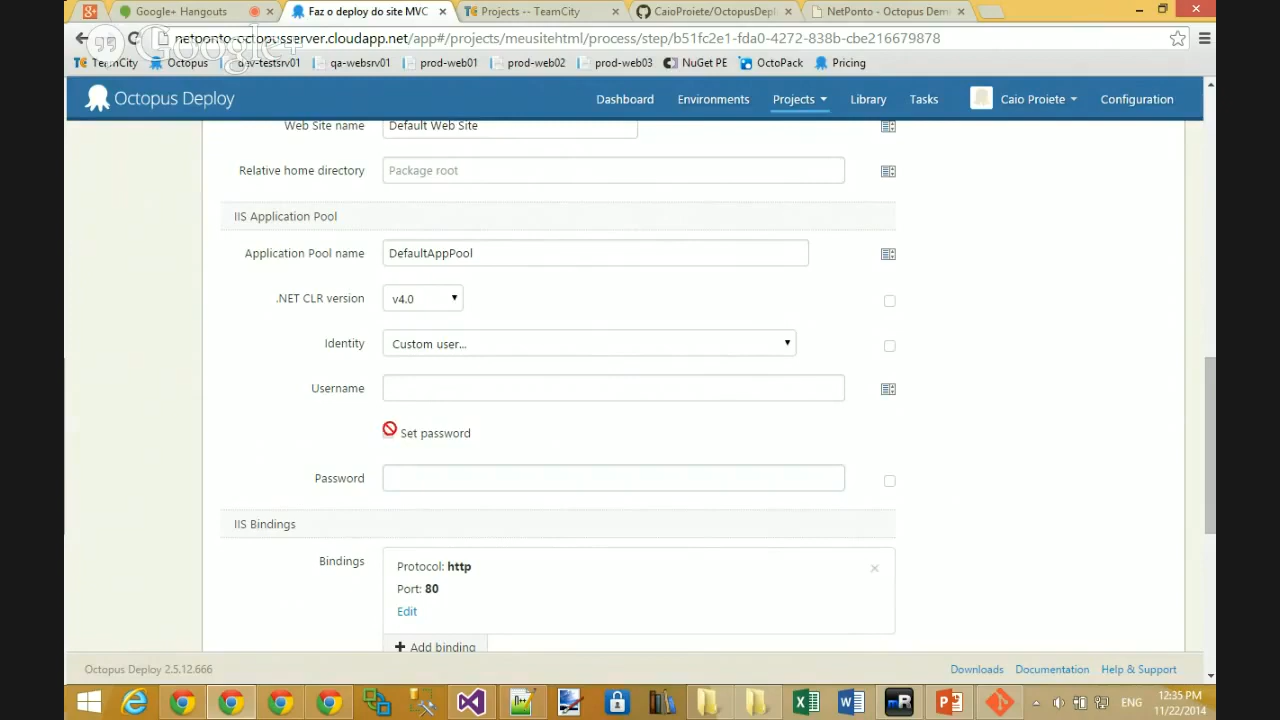 Google+ Hangouts
Faz o deploy do site MVC
Projects -- TeamCity
CaioProiete/OctopusDepl
NetPonto - Octopus Dem
netponto-octopusserver.cloudapp.net/app#/projects/meusitehtml/process/step/b51fc2e1-fda0-4272-838b-cbe216679878
Google+
TeamCity
Octopus
dev-testsrv01
qa-websrv01
prod-web01
prod-web02
prod-web03
NuGet PE
OctoPack
Pricing
Octopus Deploy
Dashboard
Environments
Projects
Library
Tasks
Caio Proiete
Configuration
Web Site name
Default Web Site
Relative home directory
Package root
IIS Application Pool
Application Pool name
DefaultAppPool
.NET CLR version
v4.0
Identity
Custom user...
Username
Set password
Password
IIS Bindings
Bindings
Protocol: http
Port: 80
Edit
Add binding
Octopus Deploy 2.5.12.666
Downloads
Documentation
Help & Support
ENG
12:35 PM
11/22/2014